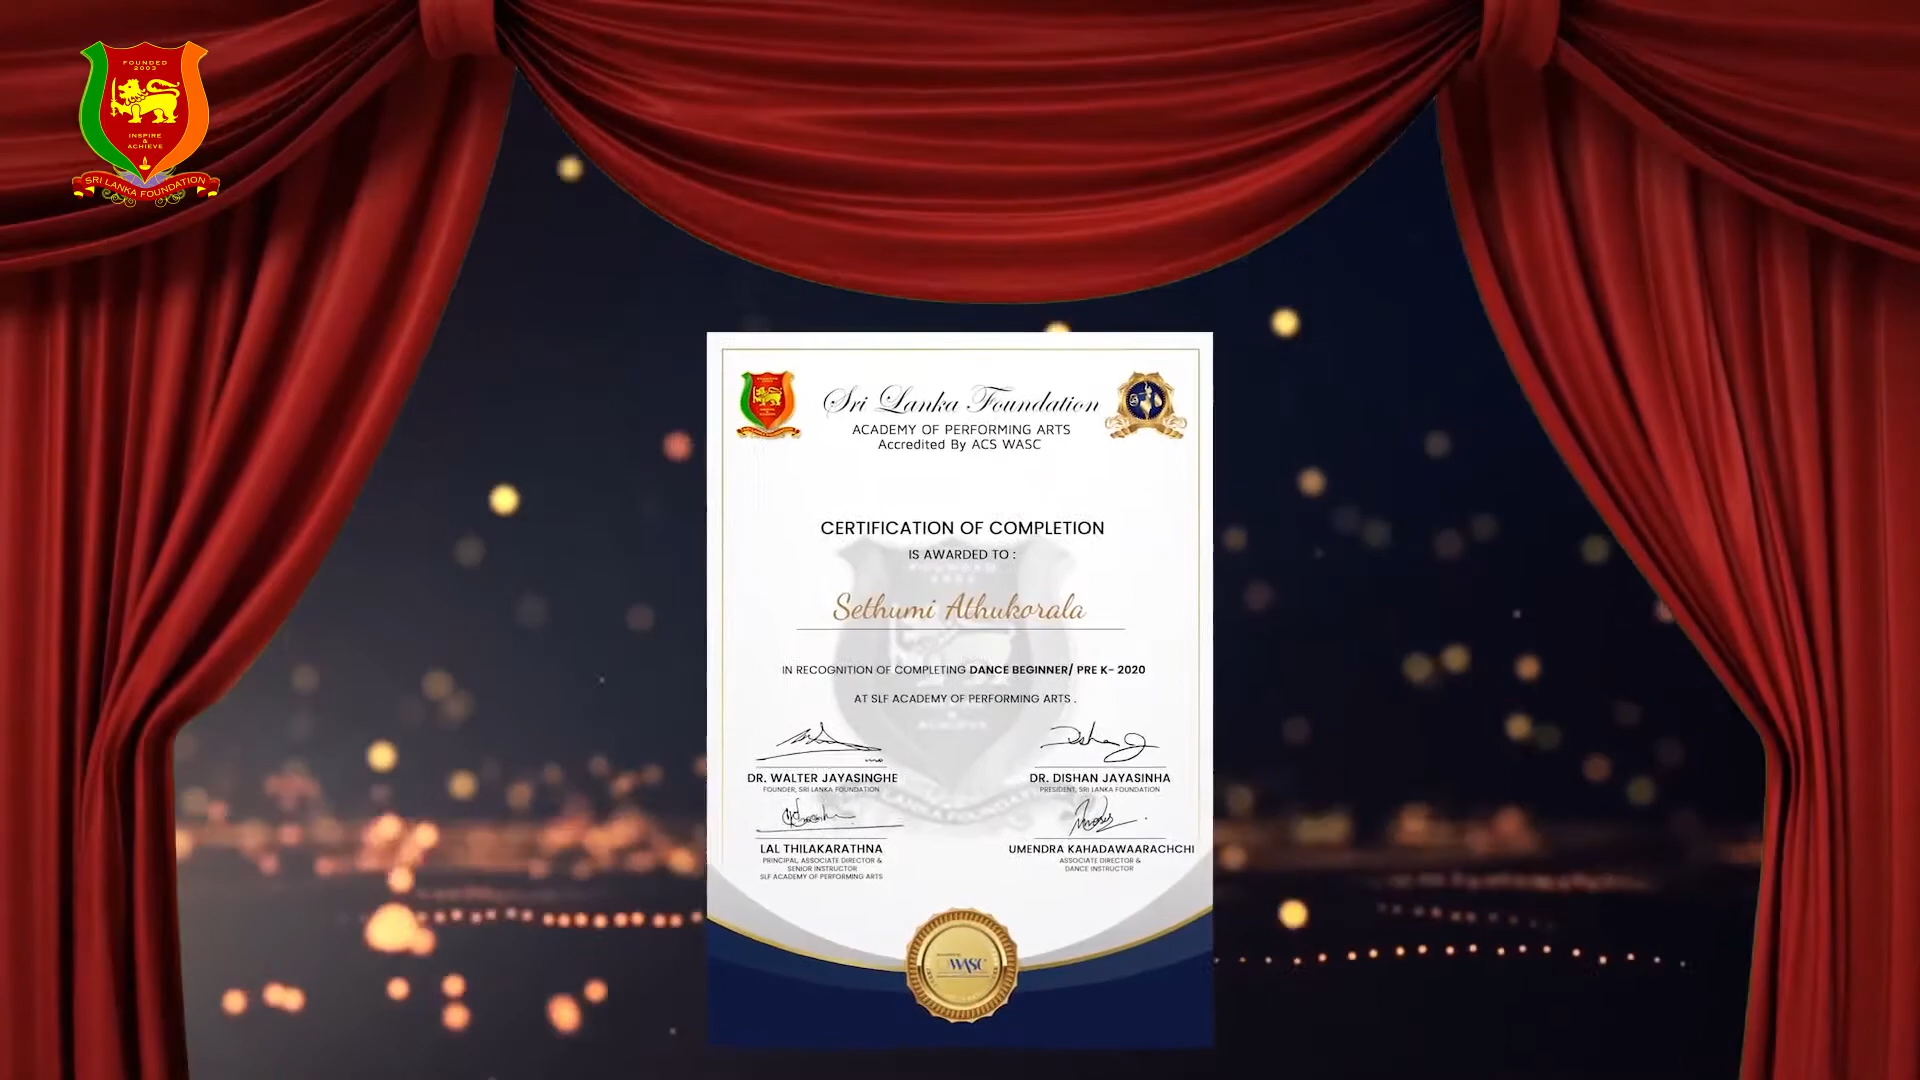 FOUNDED
2003
INSPIRE
&
ACHIEVE
SRI LANKA FOUNDATION
Sri Lanka Foundation
ACADEMY OF PERFORMING ARTS
Accredited By ACS WASC
CERTIFICATION OF COMPLETION
IS AWARDED TO :
Sethumi Athukorala
IN RECOGNITION OF COMPLETING DANCE BEGINNER/ PRE K- 2020
AT SLF ACADEMY OF PERFORMING ARTS .
DR. WALTER JAYASINGHE
FOUNDER, SRI LANKA FOUNDATION
DR. DISHAN JAYASINHA
PRESIDENT, SRI LANKA FOUNDATION
LAL THILAKARATHNA
PRINCIPAL, ASSOCIATE DIRECTOR &
SENIOR INSTRUCTOR
SLF ACADEMY OF PERFORMING ARTS
UMENDRA KAHADAWAARACHCHI
ASSOCIATE DIRECTOR &
DANCE INSTRUCTOR
WASC